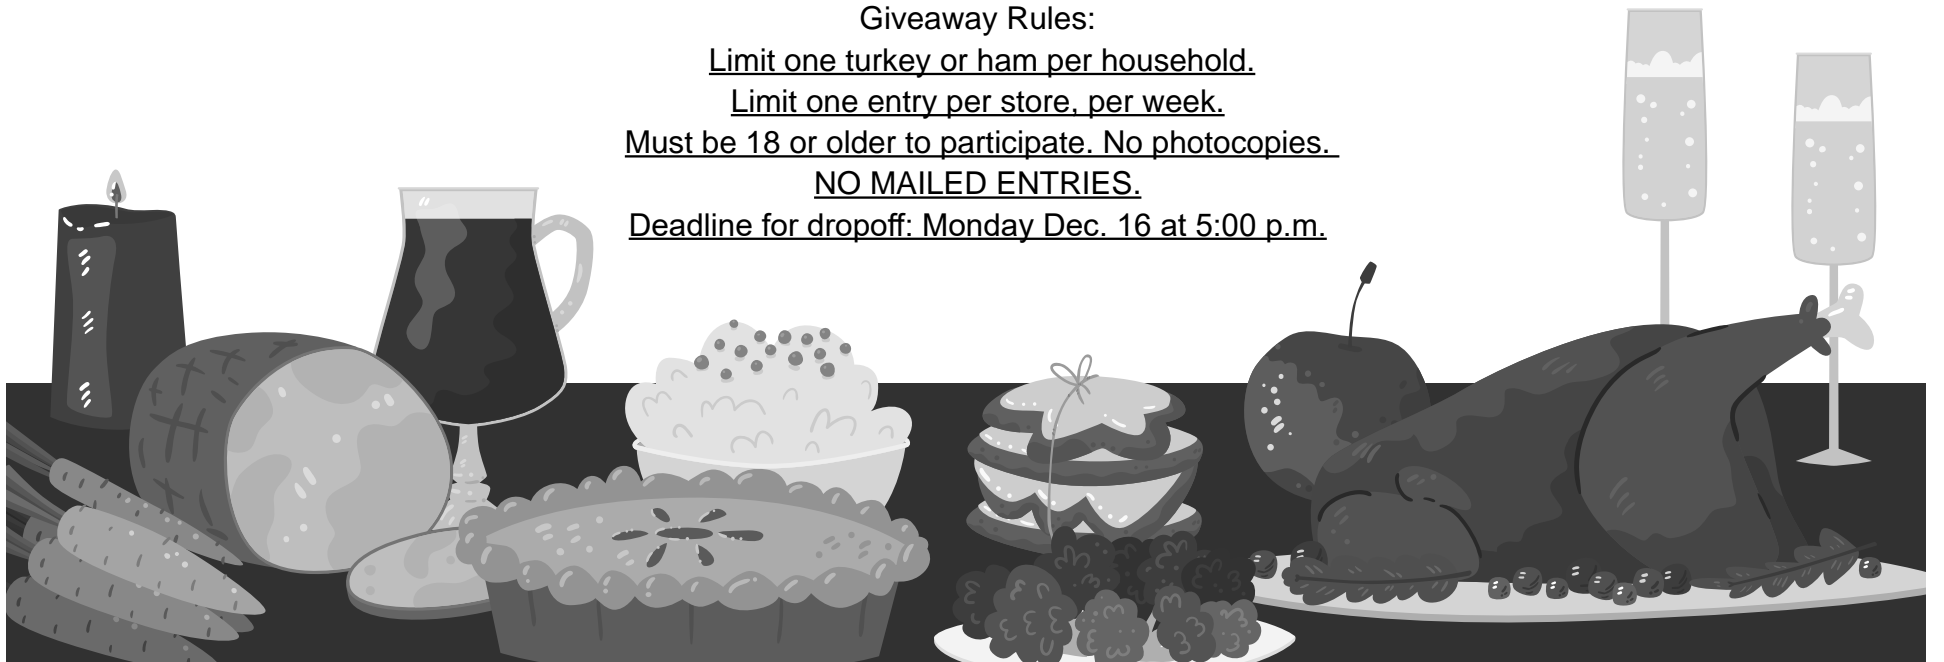 Giveaway Rules:
Limit one turkey or ham per household.
Limit one entry per store, per week.
Must be 18 or older to participate. No photocopies.
NO MAILED ENTRIES.
Deadline for dropoff: Monday Dec. 16 at 5:00 p.m.